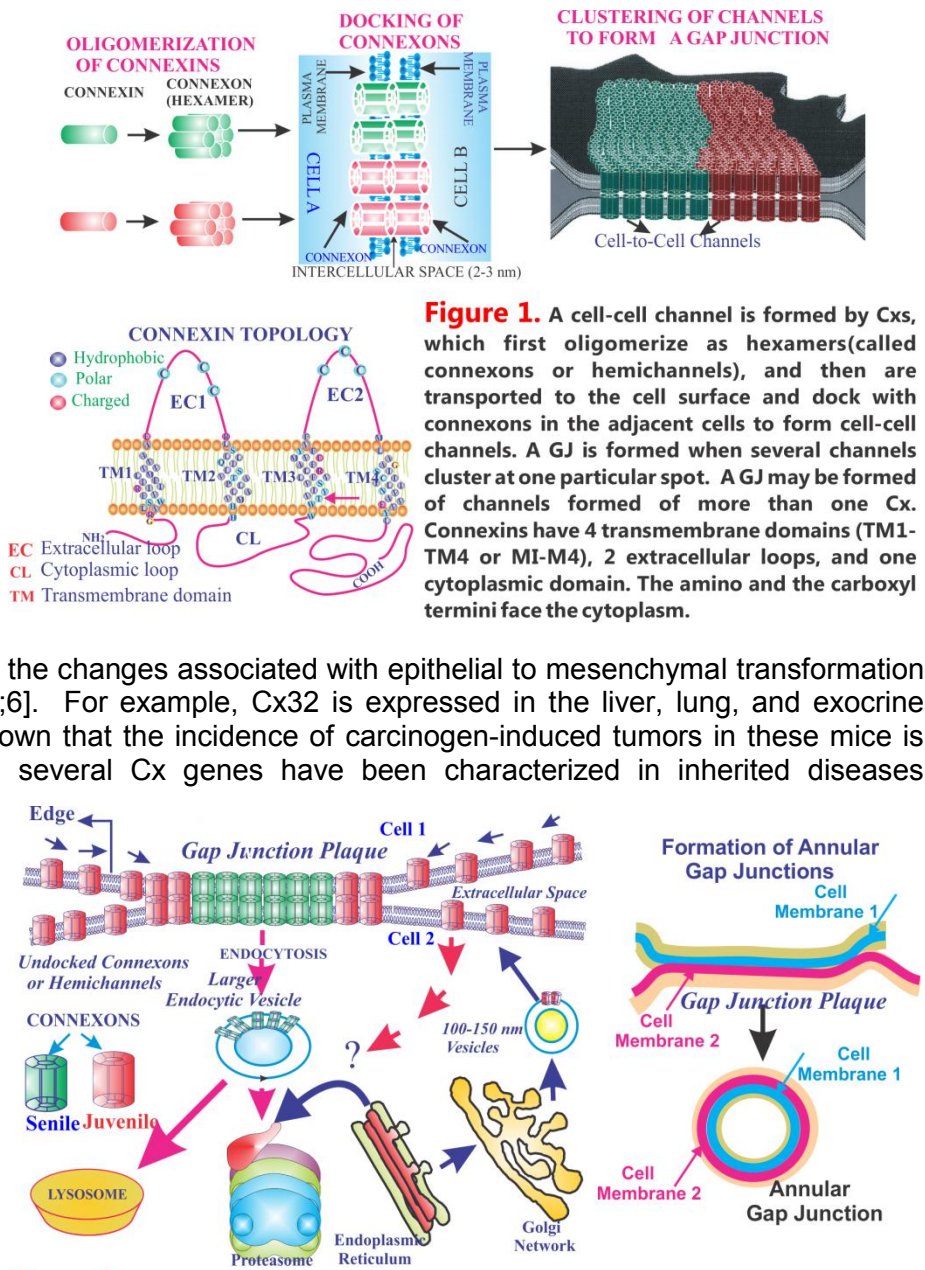 DOCKING OF
CONNEXONS
CLUSTERING OF CHANNELS
TO FORM A GAP JUNCTION
OLIGOMERIZATION
OF CONNEXINS
CONNEXIN
CONNEXON
(HEXAMER)
PLASMA
MEMBRANE
PLASMA
MEMBRANE
CELL A
CELL B
CONNEXON
CONNEXON
INTERCELLULAR SPACE (2-3 nm)
Cell-to-Cell Channels
CONNEXIN TOPOLOGY
Hydrophobic
Polar
Charged
C
C
C
C
C
C
EC1
EC2
TM1
TM2
TM3
TM4
NH2
CL
COOH
EC Extracellular loop
CL Cytoplasmic loop
TM Transmembrane domain
Figure 1. A cell-cell channel is formed by Cxs,
which first oligomerize as hexamers(called
connexons or hemichannels), and then are
transported to the cell surface and dock with
connexons in the adjacent cells to form cell-cell
channels. A GJ is formed when several channels
cluster at one particular spot. A GJ may be formed
of channels formed of more than one Cx.
Connexins have 4 transmembrane domains (TM1-
TM4 or MI-M4), 2 extracellular loops, and one
cytoplasmic domain. The amino and the carboxyl
termini face the cytoplasm.
the changes associated with epithelial to mesenchymal transformation
;6]. For example, Cx32 is expressed in the liver, lung, and exocrine
own that the incidence of carcinogen-induced tumors in these mice is
several Cx genes have been characterized in inherited diseases
Edge
Gap Junction Plaque
Cell 1
Extracellular Space
Cell 2
Undocked Connexons
or Hemichannels
ENDOCYTOSIS
Larger
Endocytic Vesicle
CONNEXONS
Senile Juvenile
?
100-150 nm
Vesicles
LYSOSOME
Proteasome
Endoplasmic
Reticulum
Golgi
Network
Formation of Annular
Gap Junctions
Cell
Membrane 1
Gap Junction Plaque
Cell
Membrane 2
Cell
Membrane 1
Cell
Membrane 2
Annular
Gap Junction